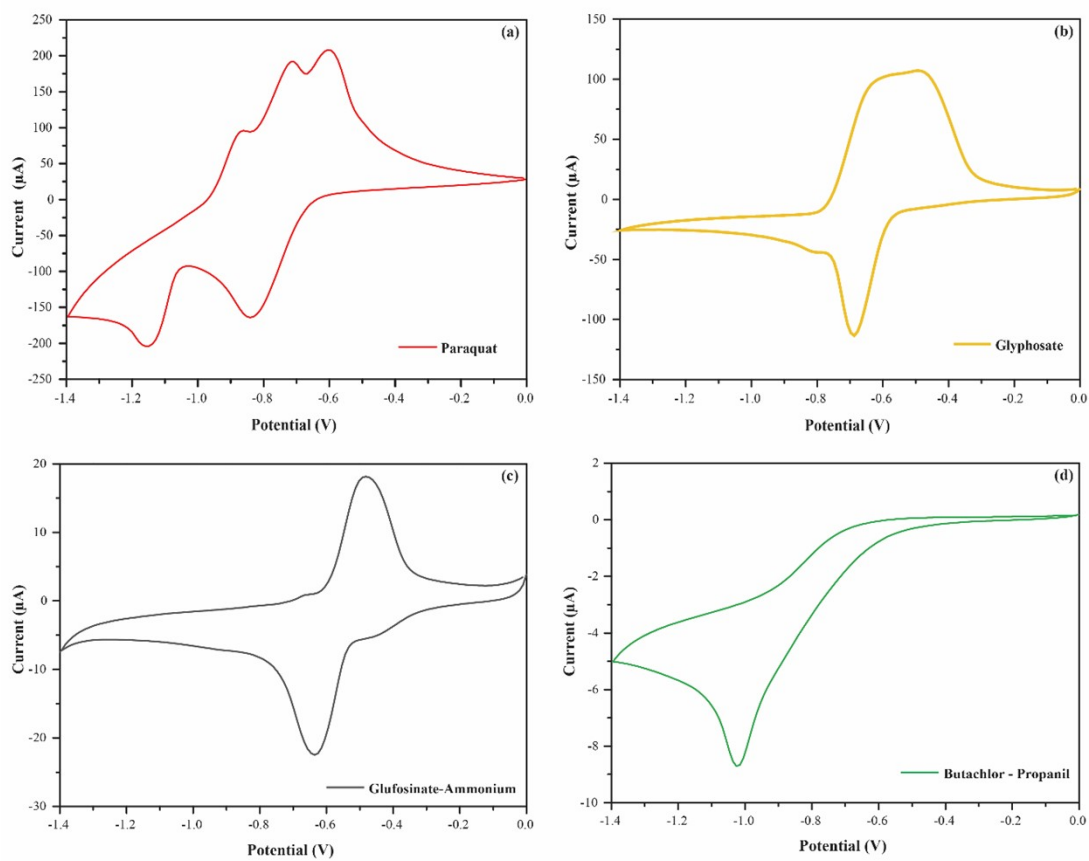 (a)
250
200
150
100
50
0
-50
-100
-150
-200
-250
Current (µA)
Paraquat
-1.4 -1.2 -1.0 -0.8 -0.6 -0.4 -0.2 0.0
Potential (V)
(b)
150
100
50
0
-50
-100
-150
Current (µA)
Glyphosate
-1.4 -1.2 -1.0 -0.8 -0.6 -0.4 -0.2 0.0
Potential (V)
(c)
20
10
0
-10
-20
-30
Current (µA)
Glufosinate-Ammonium
-1.4 -1.2 -1.0 -0.8 -0.6 -0.4 -0.2 0.0
Potential (V)
(d)
2
0
-2
-4
-6
-8
-10
Current (µA)
Butachlor - Propanil
-1.4 -1.2 -1.0 -0.8 -0.6 -0.4 -0.2 0.0
Potential (V)